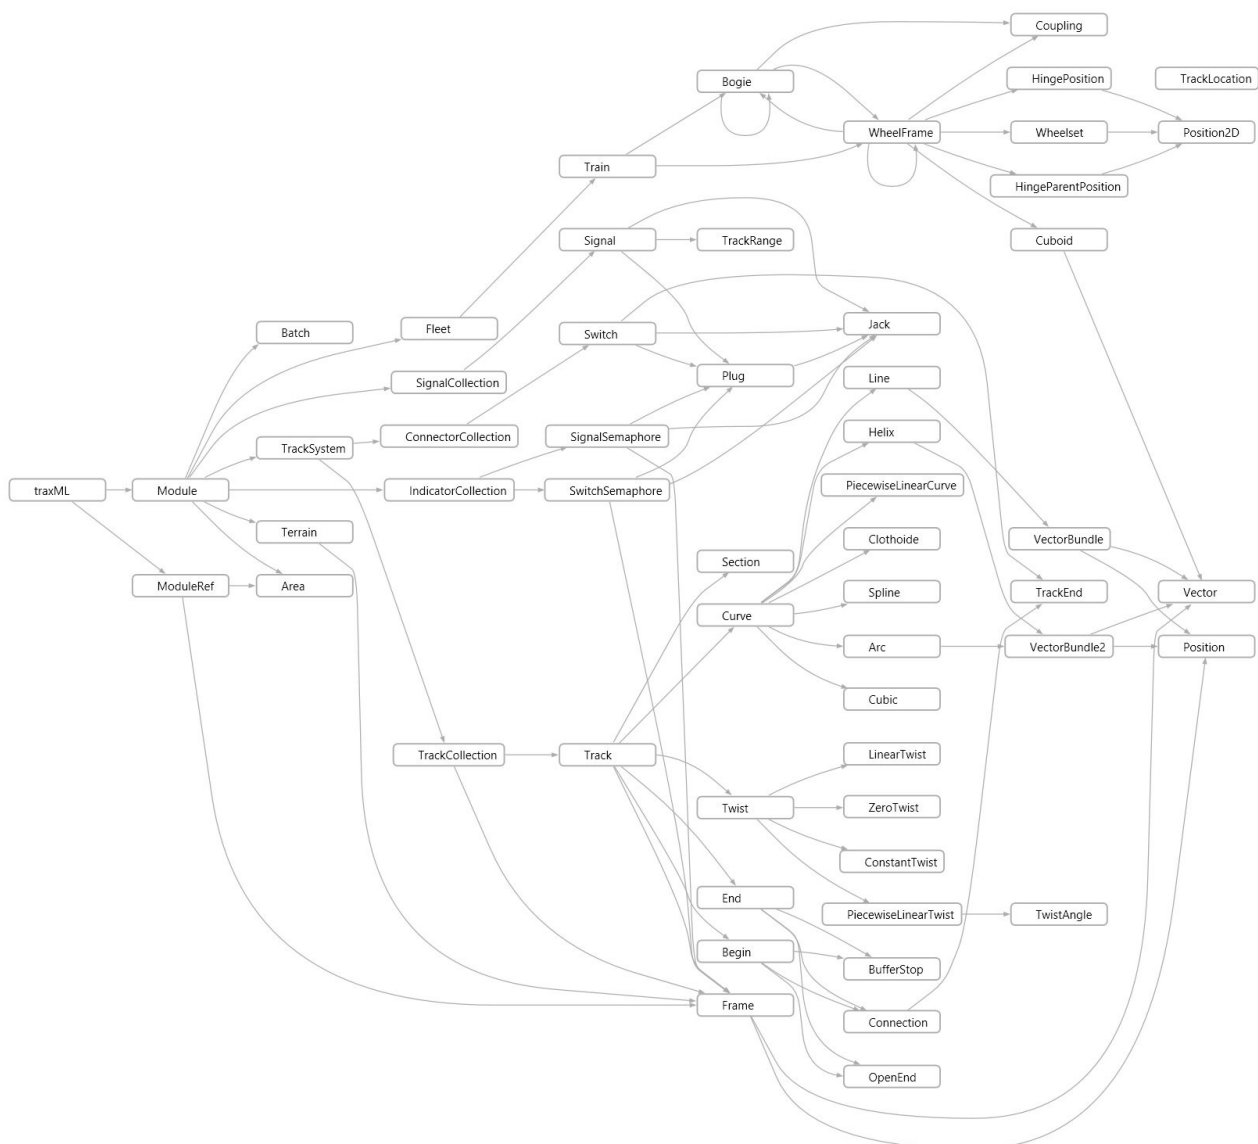 Coupling
Bogie
HingePosition
TrackLocation
WheelFrame
Wheelset
Position2D
Train
HingeParentPosition
Signal
TrackRange
Cuboid
Batch
Fleet
Switch
Jack
SignalCollection
Plug
Line
TrackSystem
ConnectorCollection
SignalSemaphore
Helix
traxML
Module
IndicatorCollection
SwitchSemaphore
PiecewiseLinearCurve
Terrain
Clothoide
VectorBundle
Section
ModuleRef
Area
Spline
TrackEnd
Vector
Curve
Arc
VectorBundle2
Position
Cubic
TrackCollection
Track
LinearTwist
Twist
ZeroTwist
ConstantTwist
End
PiecewiseLinearTwist
TwistAngle
Begin
BufferStop
Frame
Connection
OpenEnd